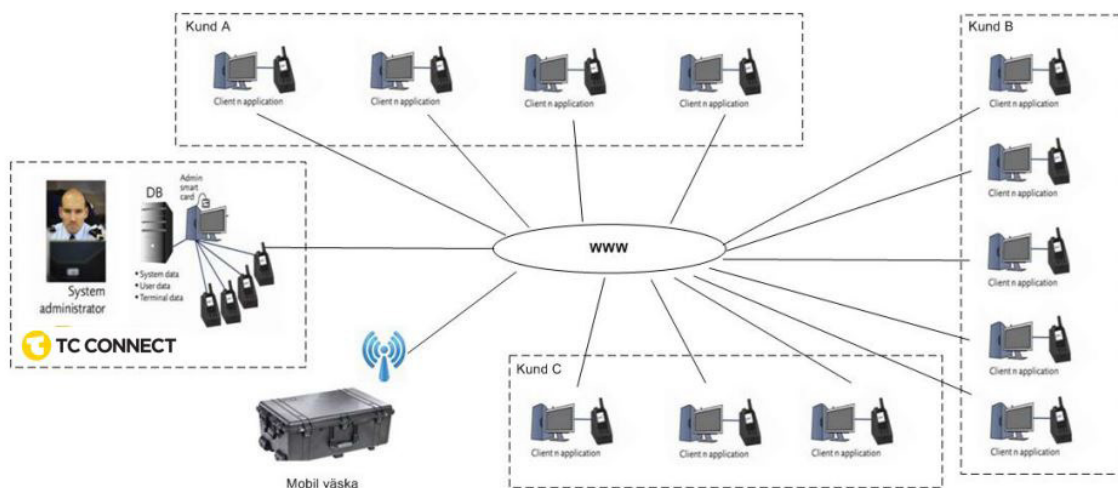 Kund A
Client n application
Client n application
Client n application
Client n application
Kund B
Client n application
Client n application
Client n application
Client n application
Client n application
DB
Admin
smart
card
• System data
• User data
• Terminal data
System
administrator
TC CONNECT
www
Mobil väska
Kund C
Client n application
Client n application
Client n application